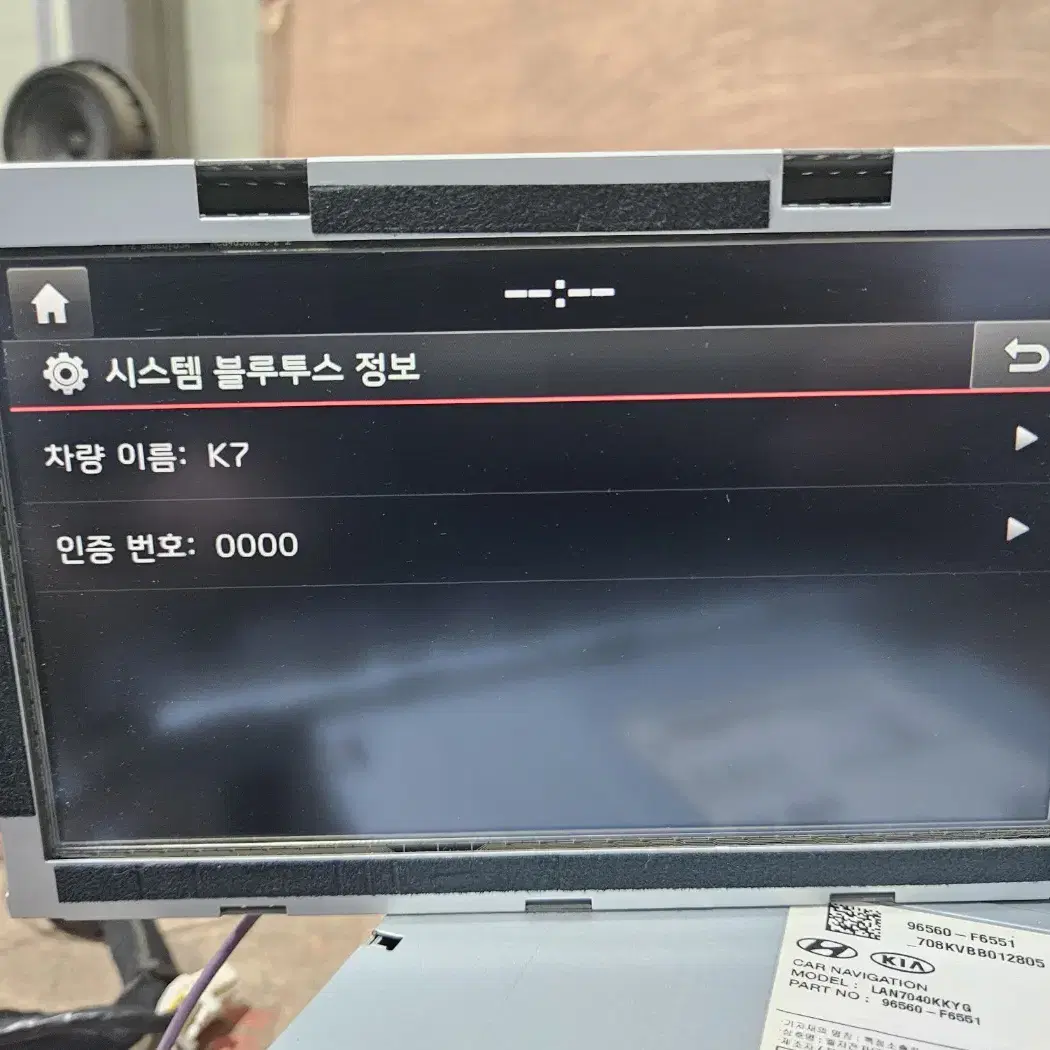 --:--
시스템 블루투스 정보
차량 이름: K7
인증 번호: 0000
96560-F6551
708KVBB012805
KIA
CAR NAVIGATION
MODEL : LAN7040KKYG
PART NO : 96560-F6551